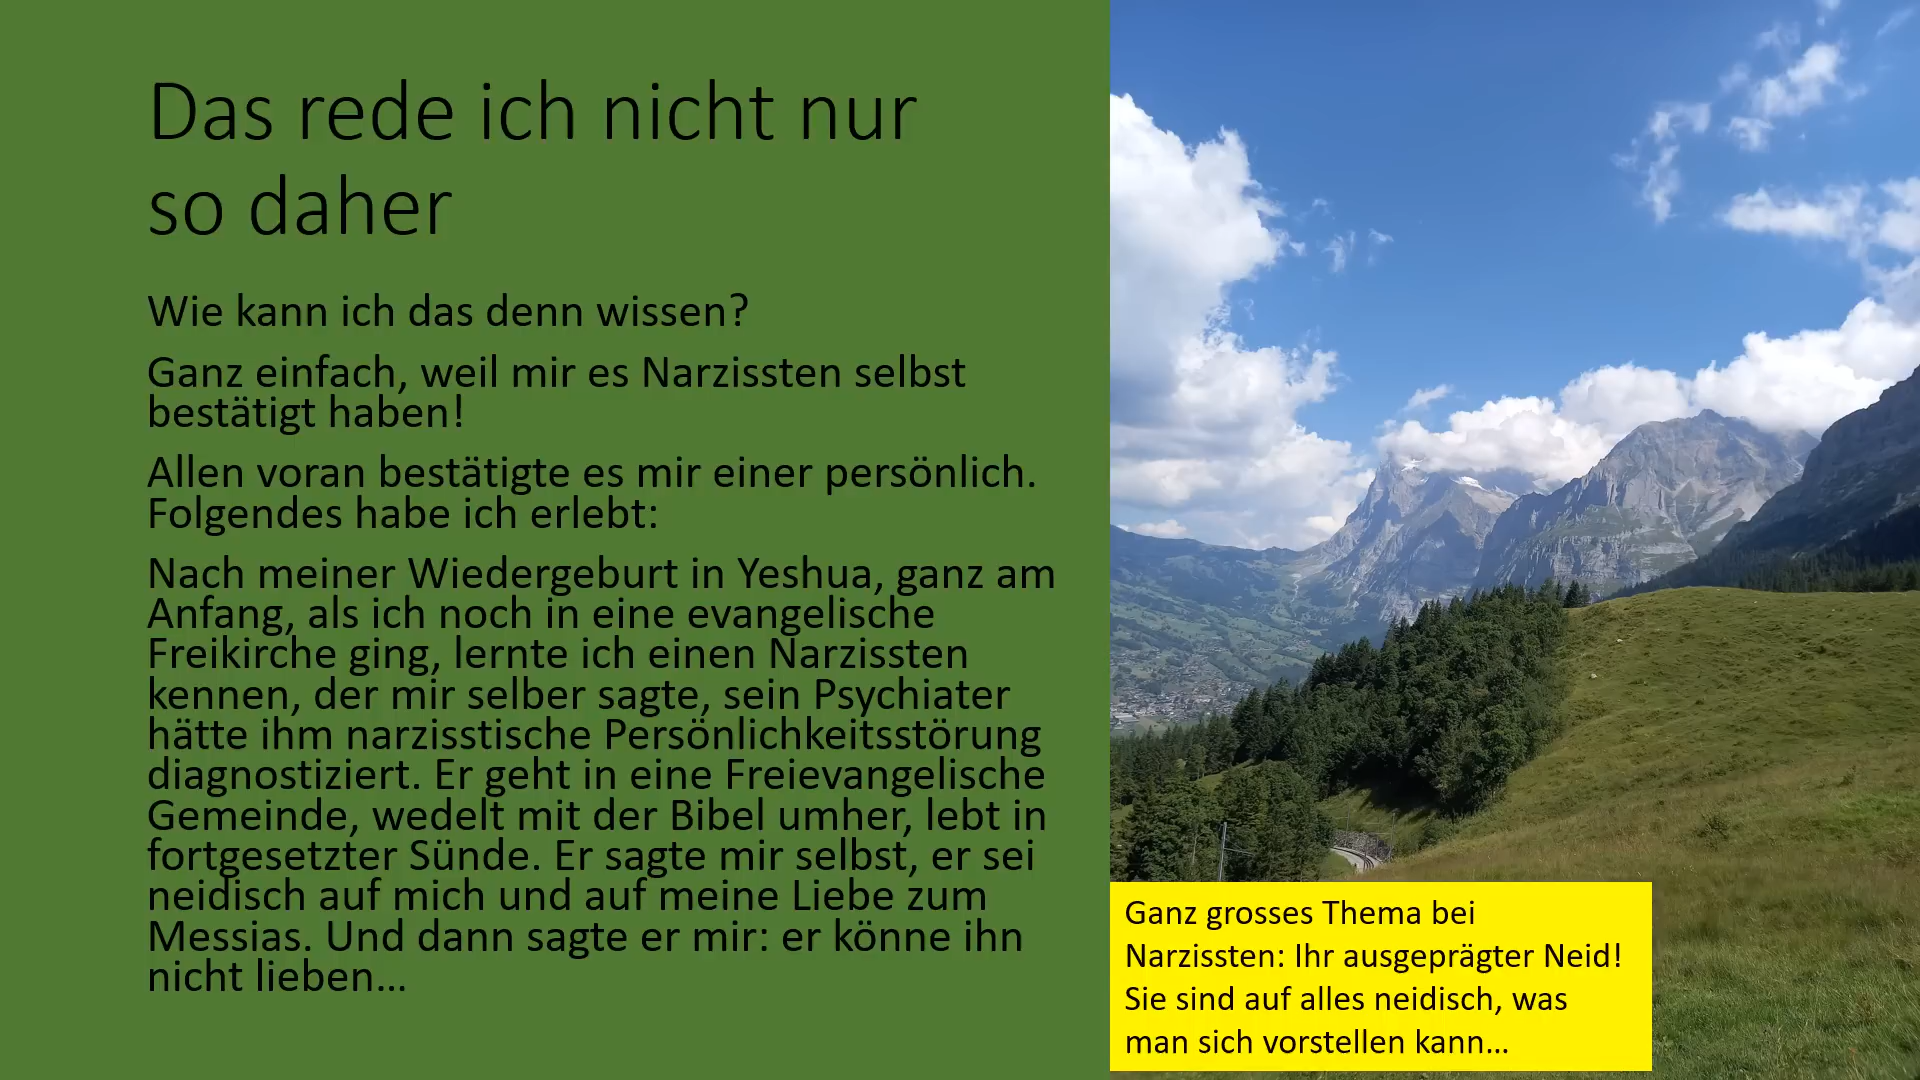 Das rede ich nicht nur
so daher
Wie kann ich das denn wissen?
Ganz einfach, weil mir es Narzissten selbst
bestätigt haben!
Allen voran bestätigte es mir einer persönlich.
Folgendes habe ich erlebt:
Nach meiner Wiedergeburt in Yeshua, ganz am
Anfang, als ich noch in eine evangelische
Freikirche ging, lernte ich einen Narzissten
kennen, der mir selber sagte, sein Psychiater
hätte ihm narzisstische Persönlichkeitsstörung
diagnostiziert. Er geht in eine Freievangelische
Gemeinde, wedelt mit der Bibel umher, lebt in
fortgesetzter Sünde. Er sagte mir selbst, er sei
neidisch auf mich und auf meine Liebe zum
Messias. Und dann sagte er mir: er könne ihn
nicht lieben…
Ganz grosses Thema bei
Narzissten: Ihr ausgeprägter Neid!
Sie sind auf alles neidisch, was
man sich vorstellen kann…